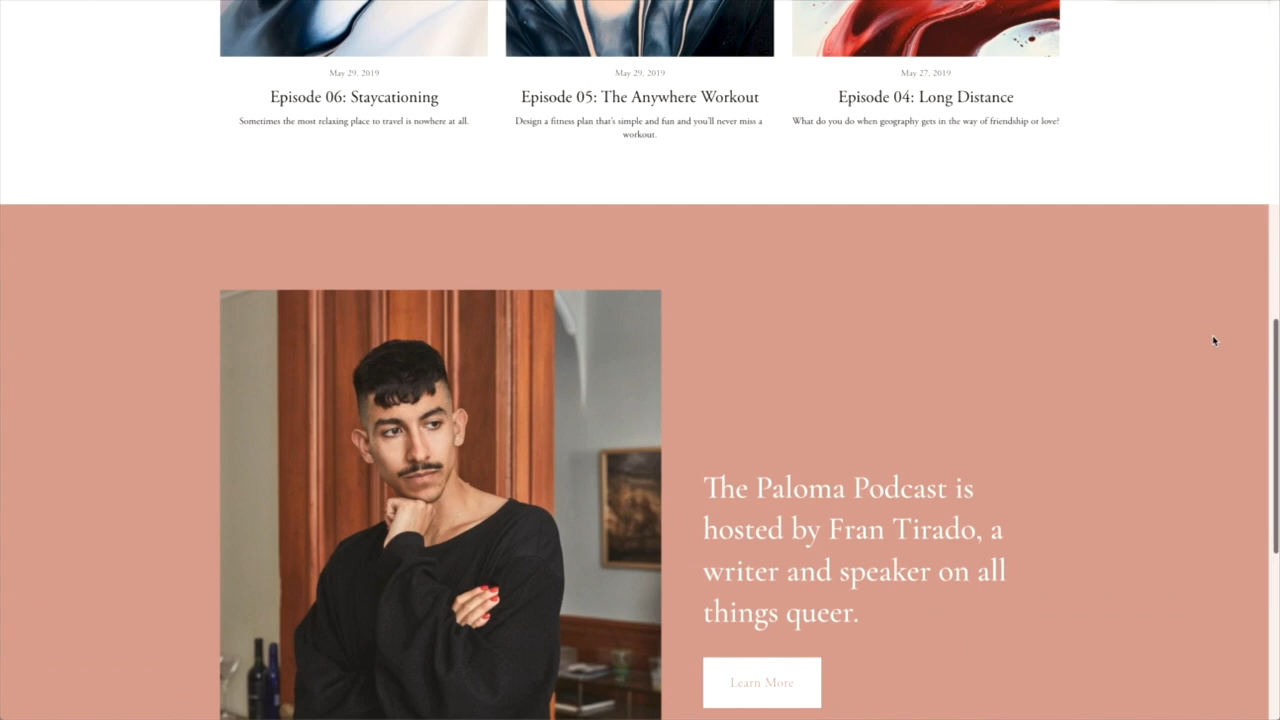 May 29, 2019
Episode 06: Staycationing
Sometimes the most relaxing place to travel is nowhere at all.
May 29, 2019
Episode 05: The Anywhere Workout
Design a fitness plan that's simple and fun and you'll never miss a
workout.
May 27, 2019
Episode 04: Long Distance
What do you do when geography gets in the way of friendship or love?
The Paloma Podcast is
hosted by Fran Tirado, a
writer and speaker on all
things queer.
Learn More